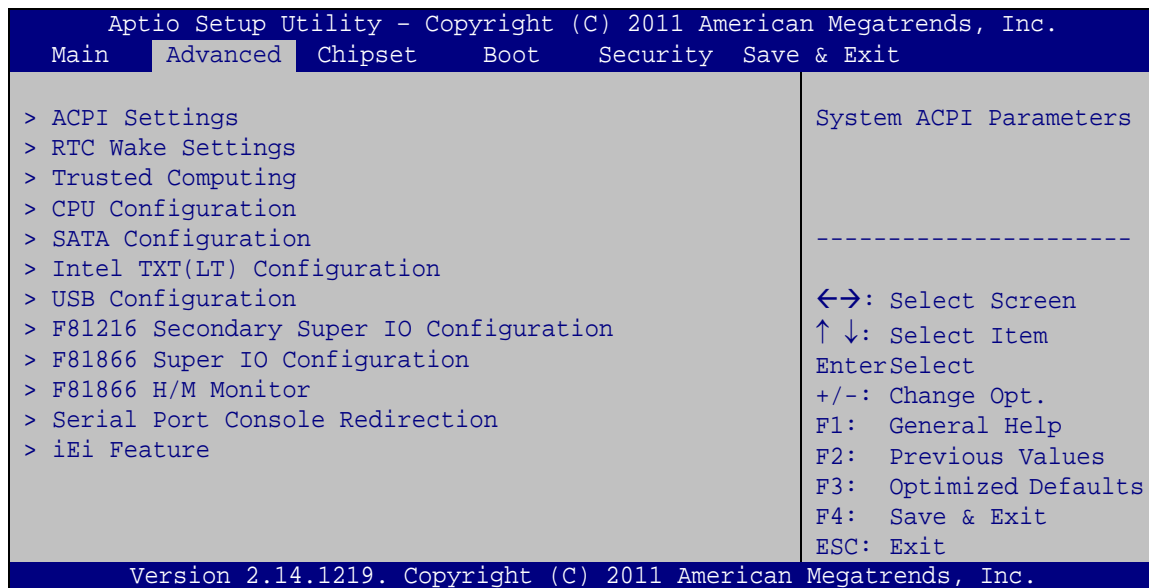 Aptio Setup Utility – Copyright (C) 2011 American Megatrends, Inc.
Main Advanced Chipset Boot Security Save & Exit
> ACPI Settings
> RTC Wake Settings
> Trusted Computing
> CPU Configuration
> SATA Configuration
> Intel TXT(LT) Configuration
> USB Configuration
> F81216 Secondary Super IO Configuration
> F81866 Super IO Configuration
> F81866 H/M Monitor
> Serial Port Console Redirection
> iEi Feature
System ACPI Parameters
----------------------
←→: Select Screen
↑ ↓: Select Item
EnterSelect
+/-: Change Opt.
F1: General Help
F2: Previous Values
F3: Optimized Defaults
F4: Save & Exit
ESC: Exit
Version 2.14.1219. Copyright (C) 2011 American Megatrends, Inc.